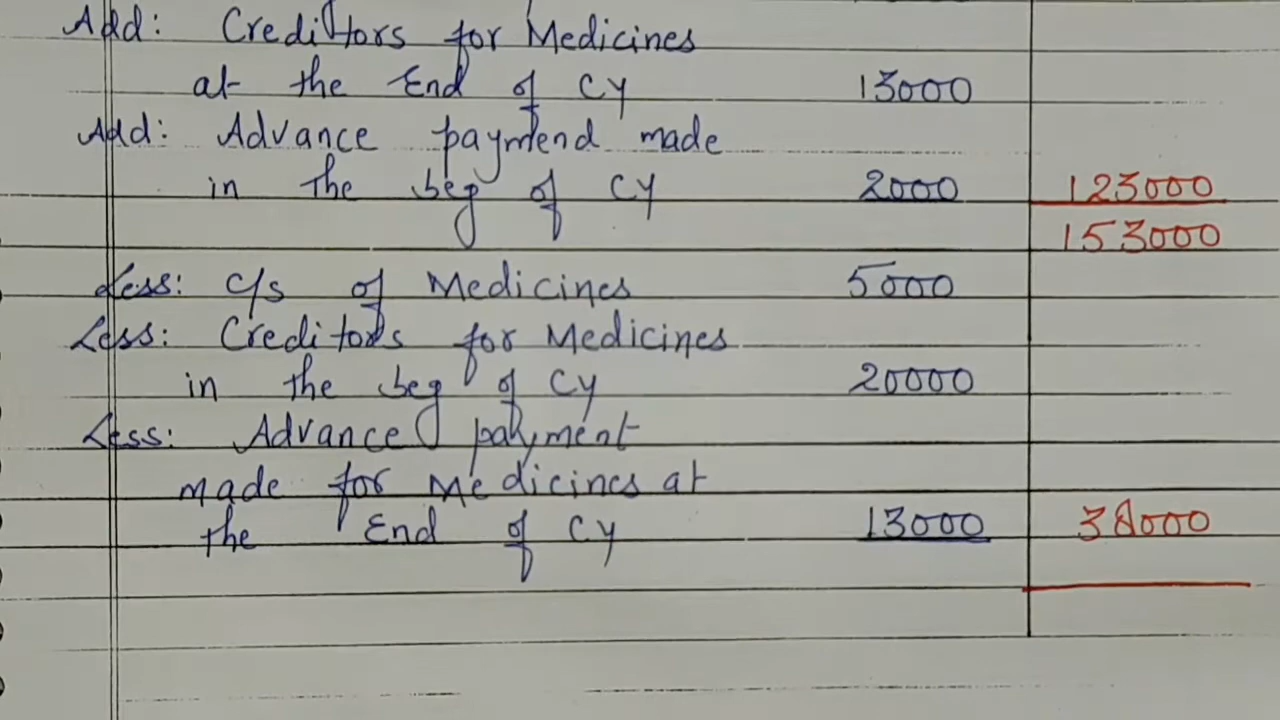 Add: Creditors for Medicines
at the End of CY 13000
Add: Advance paymend made
in the beg of CY 2000 123000
153000
Less: C/s of Medicines 5000
Less: Creditors for Medicines
in the beg of CY 20000
Less: Advance payment
made for Medicines at
the End of CY 13000 38000